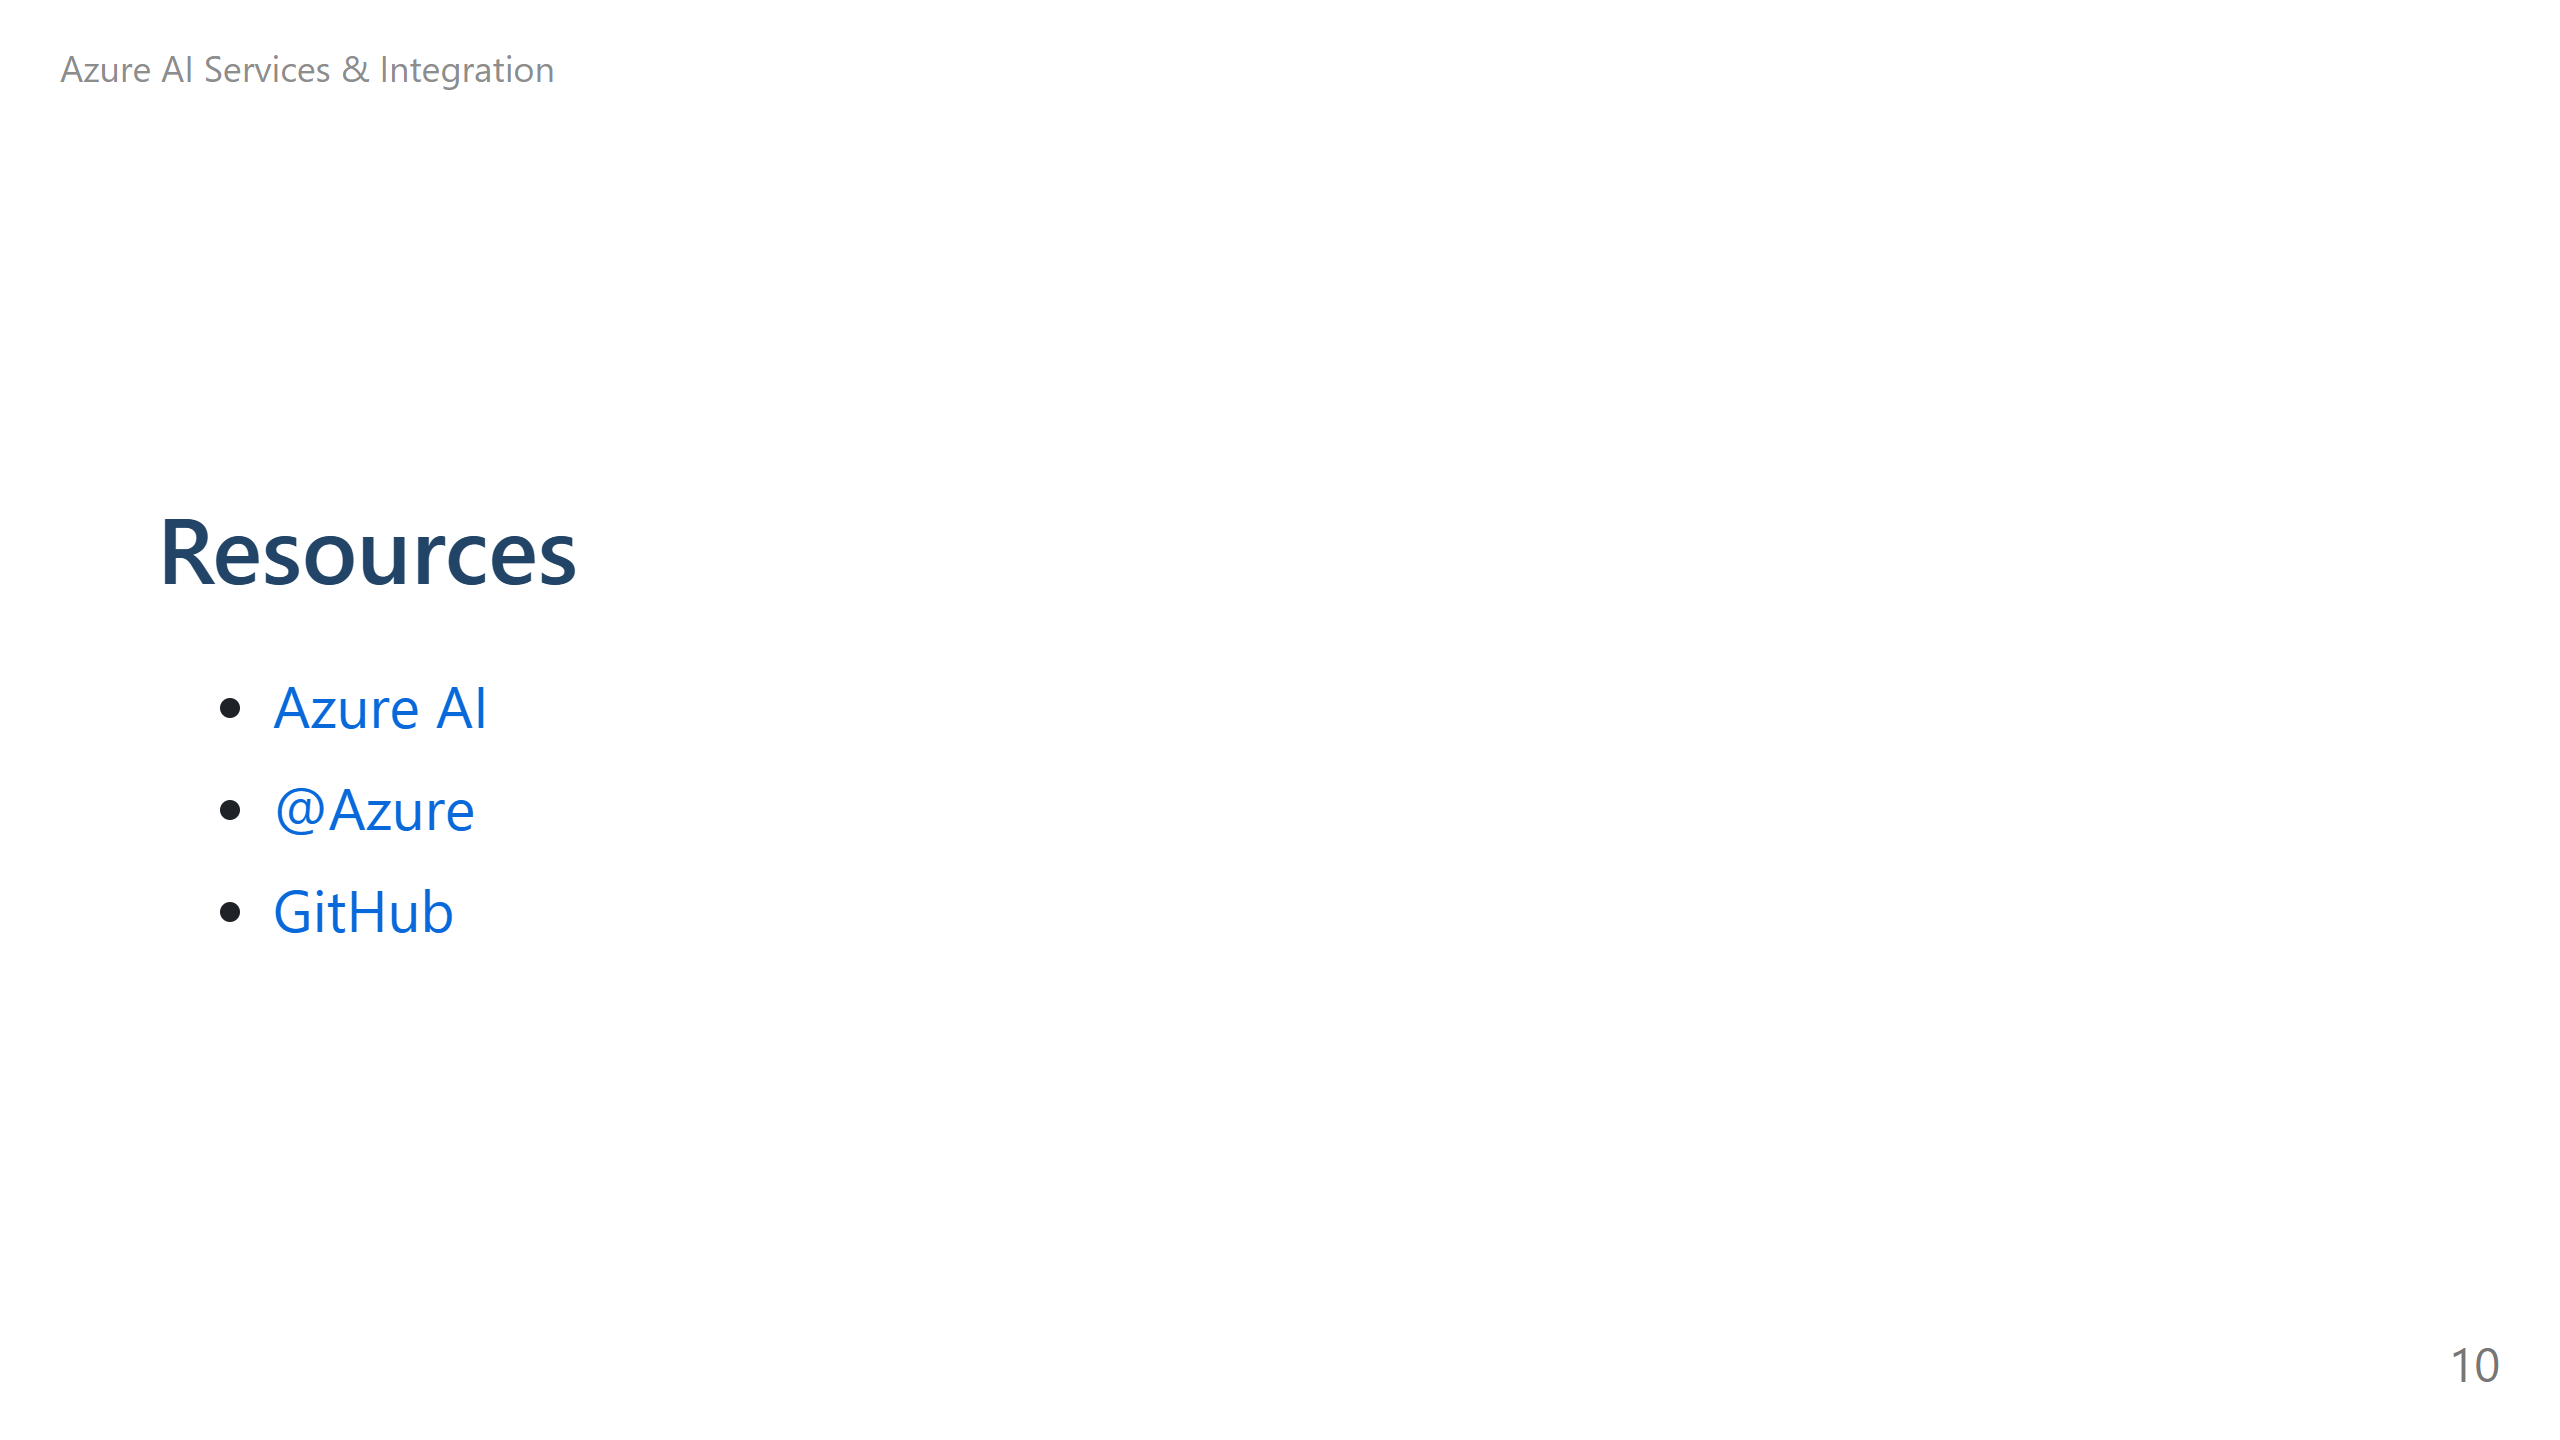 Azure AI Services & Integration
Resources
Azure AI
@Azure
GitHub
10